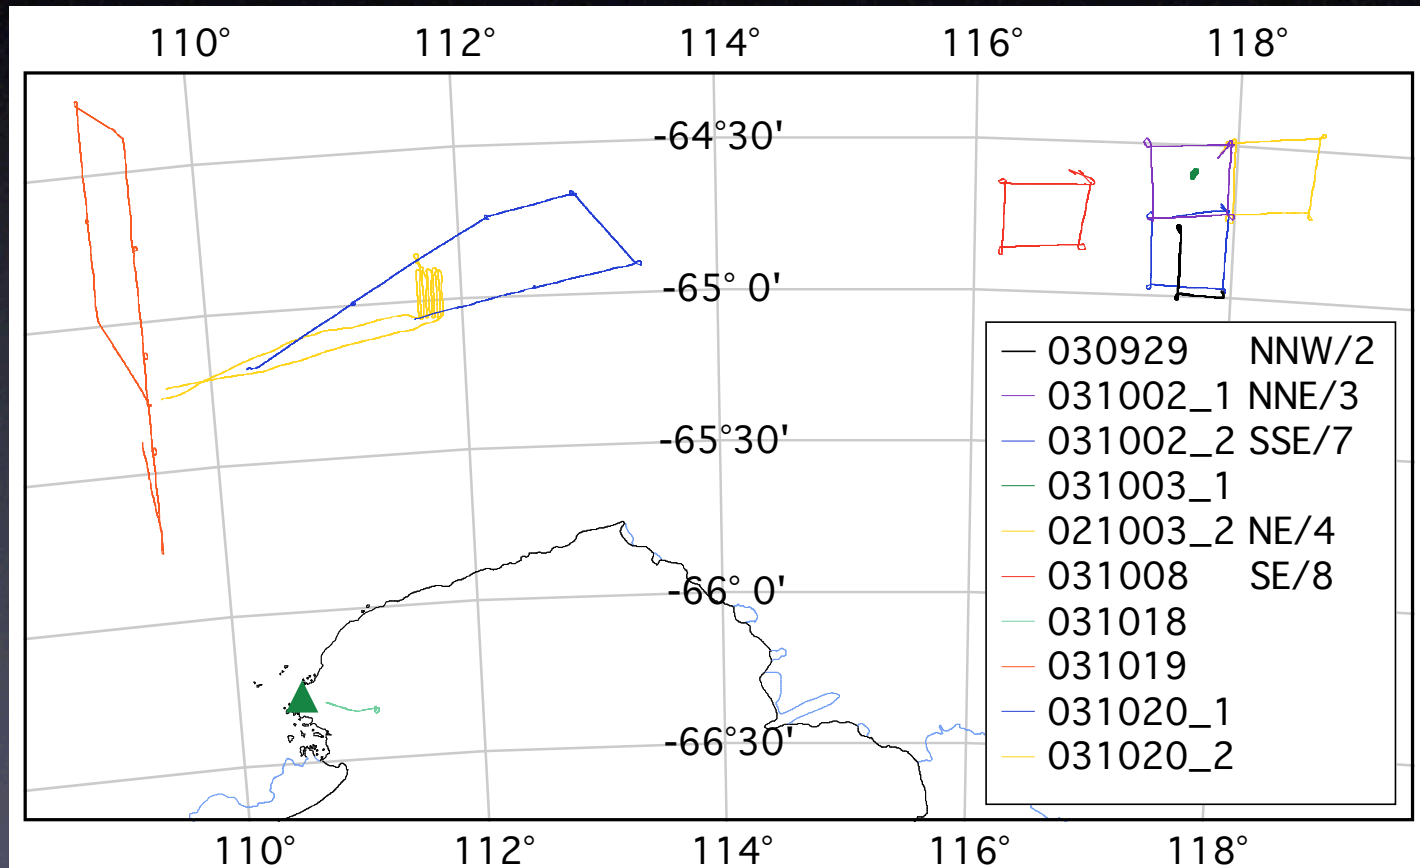 110° 112° 114° 116° 118°
-64°30'
-65° 0'
-65°30'
-66° 0'
-66°30'
030929 NNW/2
031002_1 NNE/3
031002_2 SSE/7
031003_1
021003_2 NE/4
031008 SE/8
031018
031019
031020_1
031020_2
110° 112° 114° 116° 118°